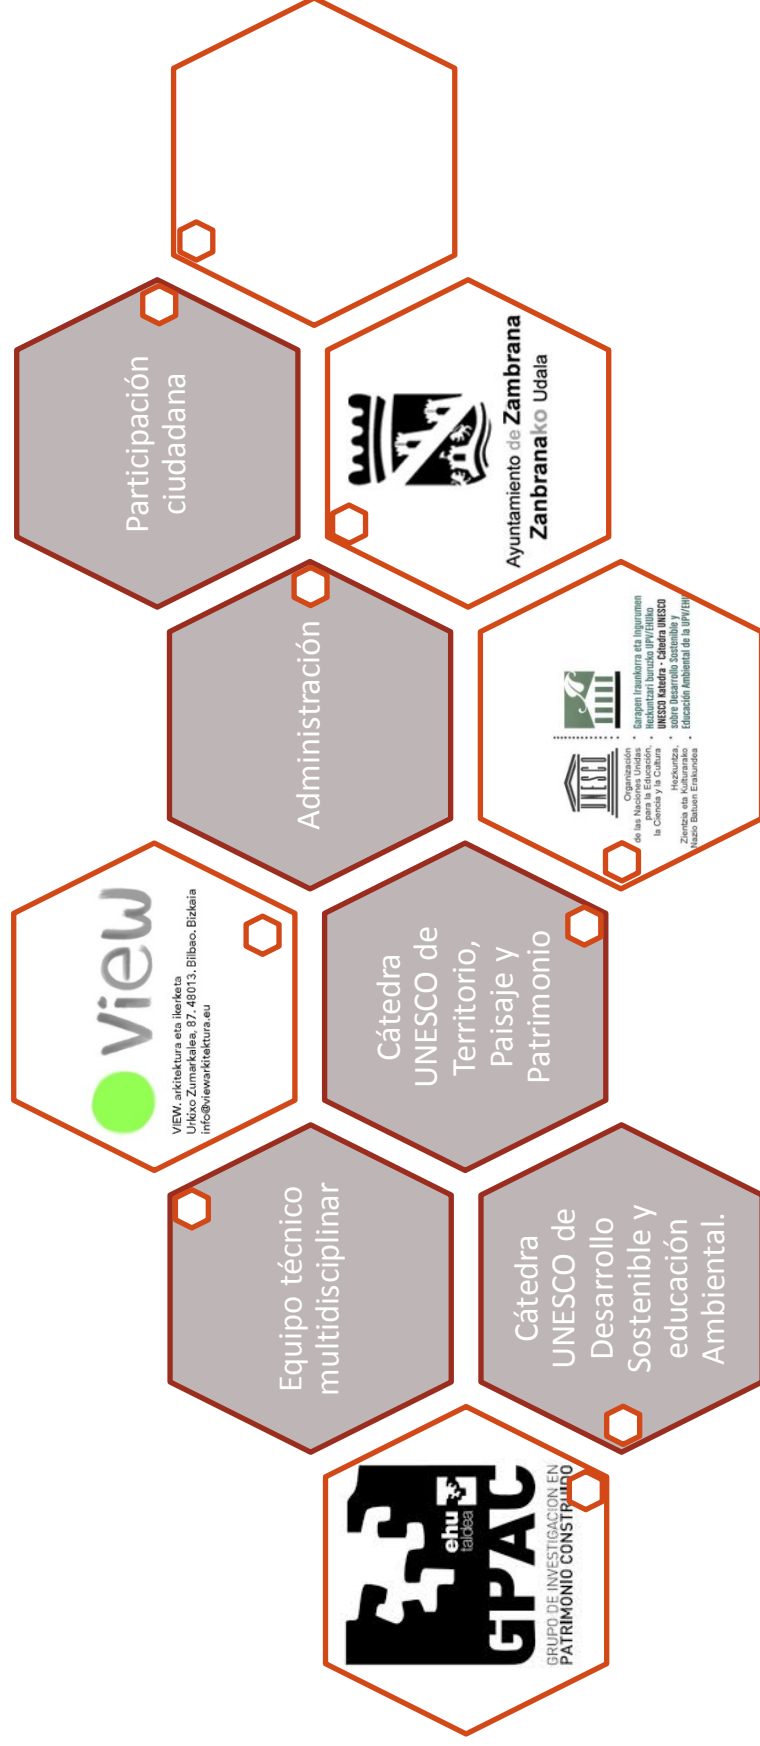 GPAC
ehu
taldea
GRUPO DE INVESTIGACIÓN EN
PATRIMONIO CONSTRUIDO
Equipo técnico
multidisciplinar
Cátedra
UNESCO de
Desarrollo
Sostenible y
educación
Ambiental.
View
VIEW. arkitektura eta ikerketa
Urkixo Zumarkalea, 87. 48013. Bilbao. Bizkaia
info@viewarkitektura.eu
Cátedra
UNESCO de
Territorio,
Paisaje y
Patrimonio
Administración
UNESCO
Organización
de las Naciones Unidas
para la Educación,
la Ciencia y la Cultura
Hezkuntza,
Zientzia eta Kulturarako
Nazio Batuen Erakundea
Garapen Iraunkorra eta Ingurumen
Hezkuntzari buruzko UPV/EHUko
UNESCO Katedra · Cátedra UNESCO
sobre Desarrollo Sostenible y
Educación Ambiental de la UPV/EHU
Participación
ciudadana
Ayuntamiento de Zambrana
Zanbranako Udala